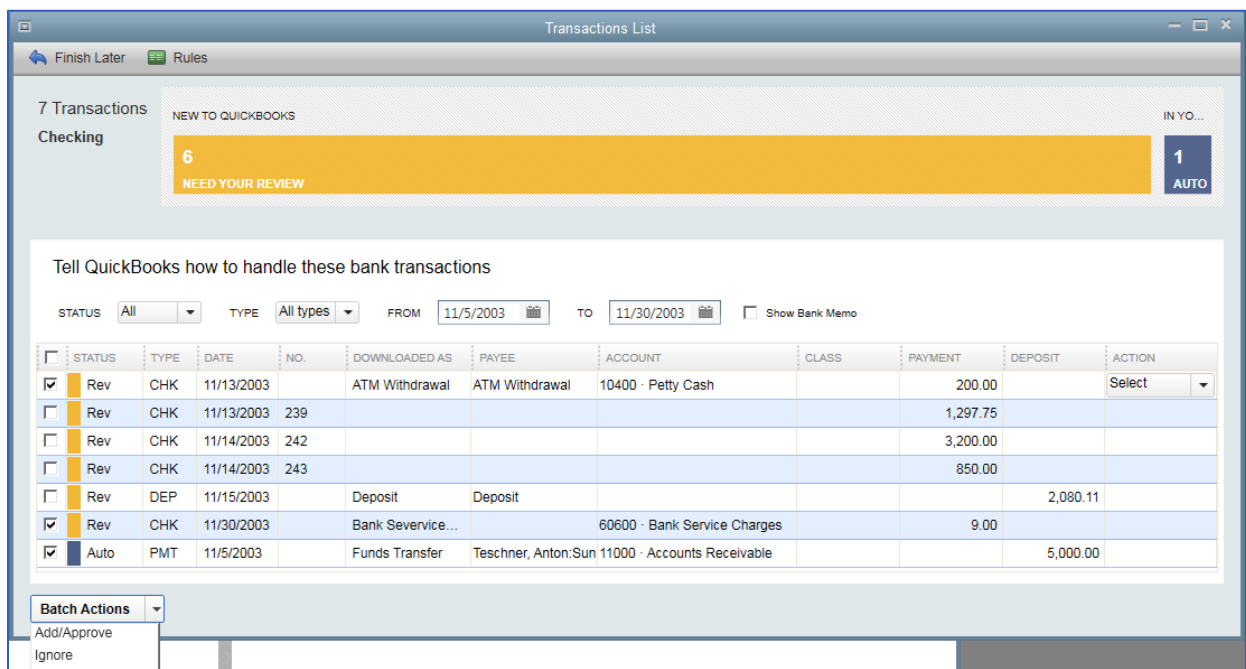 Transactions List
Finish Later Rules
7 Transactions
Checking
NEW TO QUICKBOOKS IN YO...
6 1
NEED YOUR REVIEW AUTO
Tell QuickBooks how to handle these bank transactions
STATUS All TYPE All types FROM 11/5/2003 TO 11/30/2003 Show Bank Memo
STATUS TYPE DATE NO. DOWNLOADED AS PAYEE ACCOUNT CLASS PAYMENT DEPOSIT ACTION
Rev CHK 11/13/2003 ATM Withdrawal ATM Withdrawal 10400 · Petty Cash 200.00 Select
Rev CHK 11/13/2003 239 1,297.75
Rev CHK 11/14/2003 242 3,200.00
Rev CHK 11/14/2003 243 850.00
Rev DEP 11/15/2003 Deposit Deposit 2,080.11
Rev CHK 11/30/2003 Bank Severvice... 60600 · Bank Service Charges 9.00
Auto PMT 11/5/2003 Funds Transfer Teschner, Anton:Sun 11000 · Accounts Receivable 5,000.00
Batch Actions
Add/Approve
Ignore